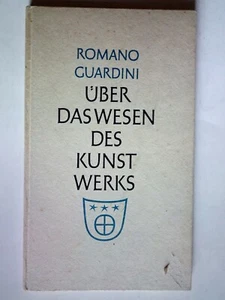 ROMANO
GUARDINI
ÜBER
DAS WESEN
DES
KUNST
WERKS